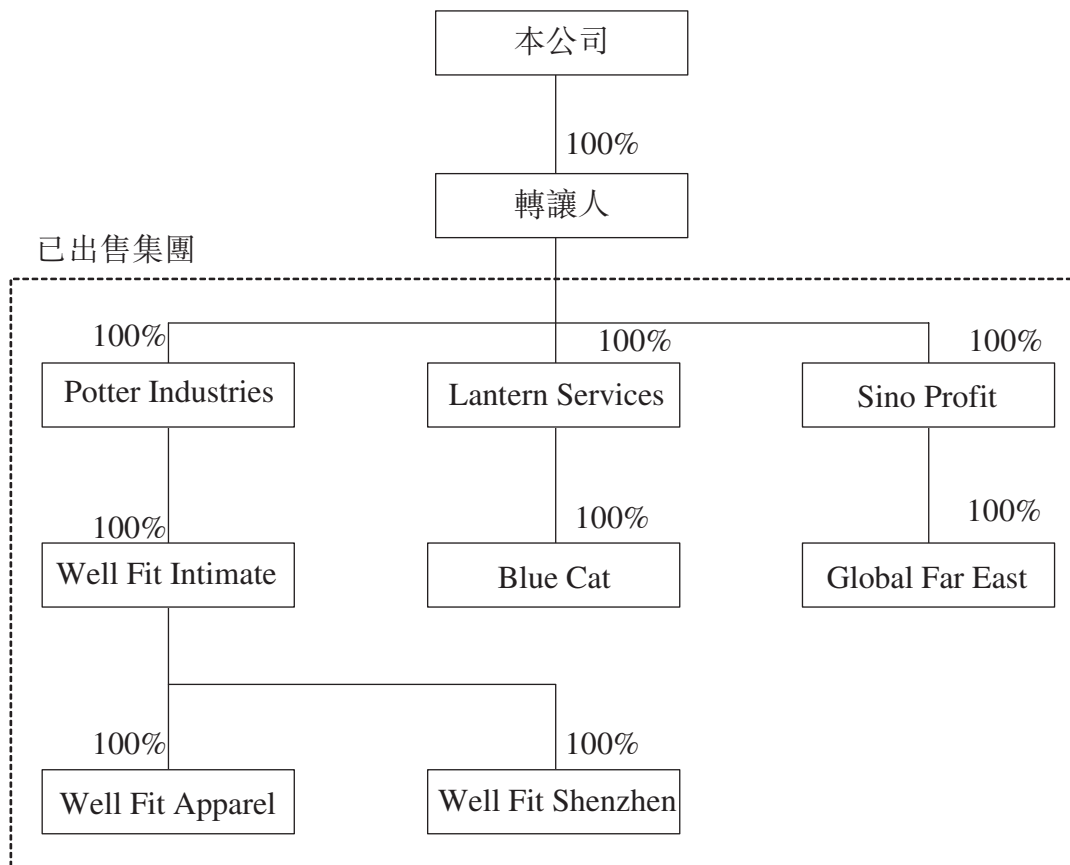 本公司
100%
轉讓人
已出售集團
100%
100%
100%
Potter Industries
Lantern Services
Sino Profit
100%
100%
100%
Well Fit Intimate
Blue Cat
Global Far East
100%
100%
Well Fit Apparel
Well Fit Shenzhen